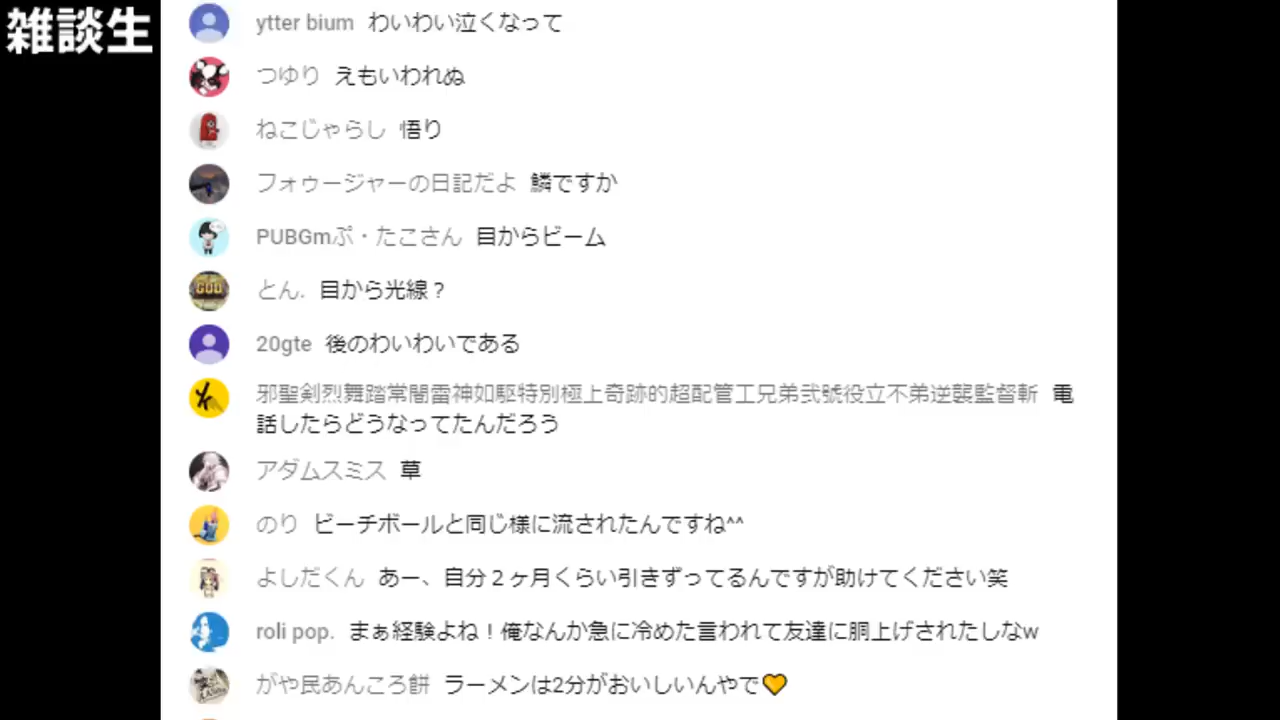 雑談生
ytter bium わいわい泣くなって
つゆり えもいわれぬ
ねこじゃらし 悟り
フォゥージャーの日記だよ 鱗ですか
PUBGmぷ・たこさん 目からビーム
とん. 目から光線？
20gte 後のわいわいである
邪聖剣烈舞踏常闇雷神如駆特別極上奇跡的超配管工兄弟弐號役立不弟逆襲監督斬 電
話したらどうなってたんだろう
アダムスミス 草
のり ビーチボールと同じ様に流されたんですね^^
よしだくん あー、自分２ヶ月くらい引きずってるんですが助けてください笑
roli pop. まぁ経験よね！俺なんか急に冷めた言われて友達に胴上げされたしなw
がや民あんころ餅 ラーメンは2分がおいしいんやで💛